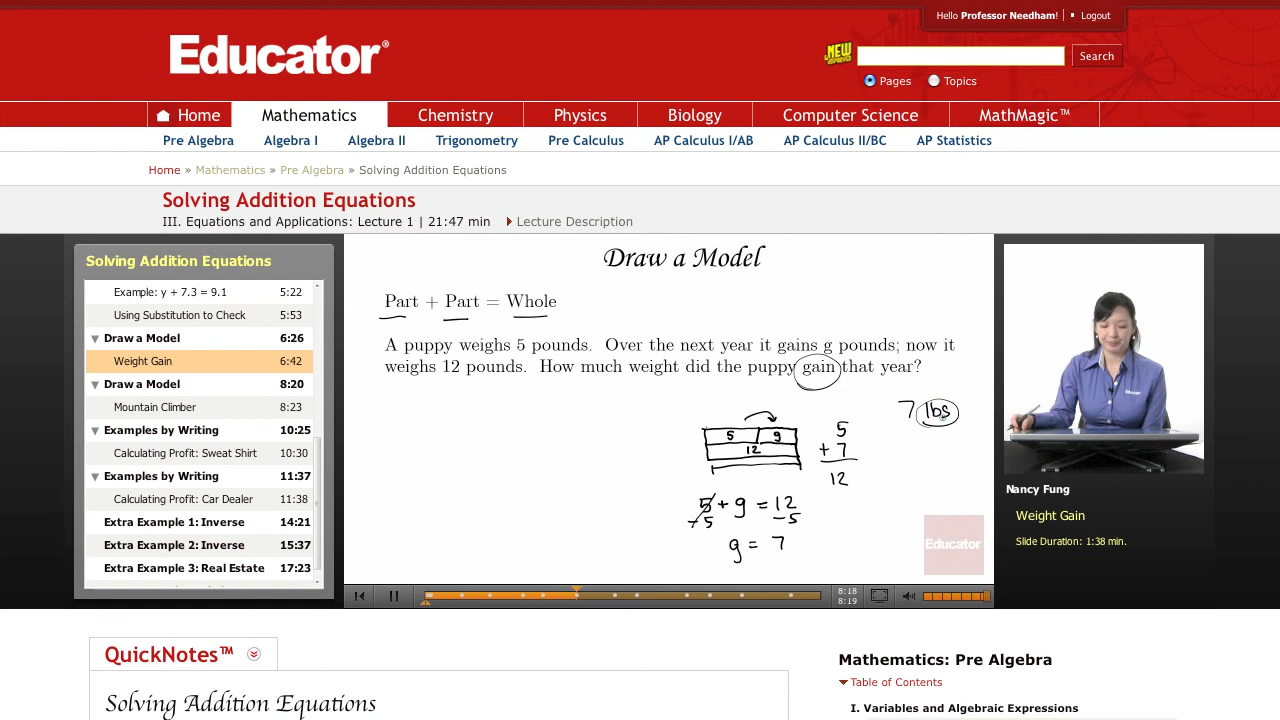 Hello Professor Needham! | Logout
Educator®
NEW
Search
Pages Topics
Home Mathematics Chemistry Physics Biology Computer Science MathMagic™
Pre Algebra Algebra I Algebra II Trigonometry Pre Calculus AP Calculus I/AB AP Calculus II/BC AP Statistics
Home » Mathematics » Pre Algebra » Solving Addition Equations
Solving Addition Equations
III. Equations and Applications: Lecture 1 | 21:47 min Lecture Description
Solving Addition Equations
Example: y + 7.3 = 9.1 5:22
Using Substitution to Check 5:53
Draw a Model 6:26
Weight Gain 6:42
Draw a Model 8:20
Mountain Climber 8:23
Examples by Writing 10:25
Calculating Profit: Sweat Shirt 10:30
Examples by Writing 11:37
Calculating Profit: Car Dealer 11:38
Extra Example 1: Inverse 14:21
Extra Example 2: Inverse 15:37
Extra Example 3: Real Estate 17:23
Draw a Model
Part + Part = Whole
A puppy weighs 5 pounds. Over the next year it gains g pounds; now it
weighs 12 pounds. How much weight did the puppy gain that year?
7 lbs
5 g
12
5
+ 7
12
5 + g = 12
- 5 - 5
g = 7
Educator
8:18
8:19
Educator
Nancy Fung
Weight Gain
Slide Duration: 1:38 min.
QuickNotes™
Solving Addition Equations
Mathematics: Pre Algebra
Table of Contents
I. Variables and Algebraic Expressions